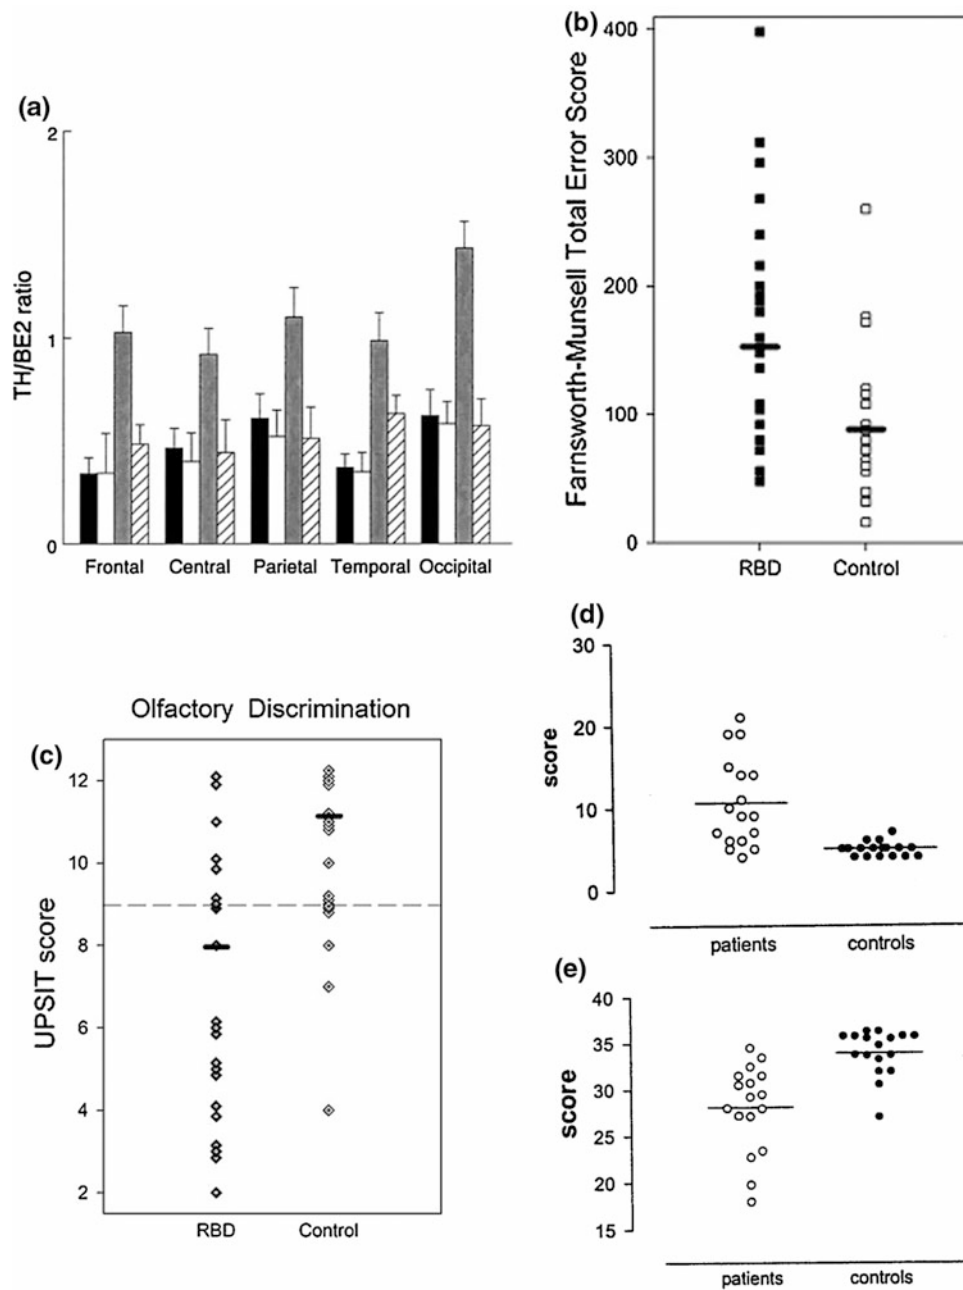 (a)
2
1
0
TH/BE2 ratio
Frontal Central Parietal Temporal Occipital
(b)
400
300
200
100
0
Farnsworth-Munsell Total Error Score
RBD Control
Olfactory Discrimination
(c)
12
10
8
6
4
2
UPSIT score
RBD Control
(d)
30
20
10
0
score
patients controls
(e)
40
35
30
25
20
15
score
patients controls